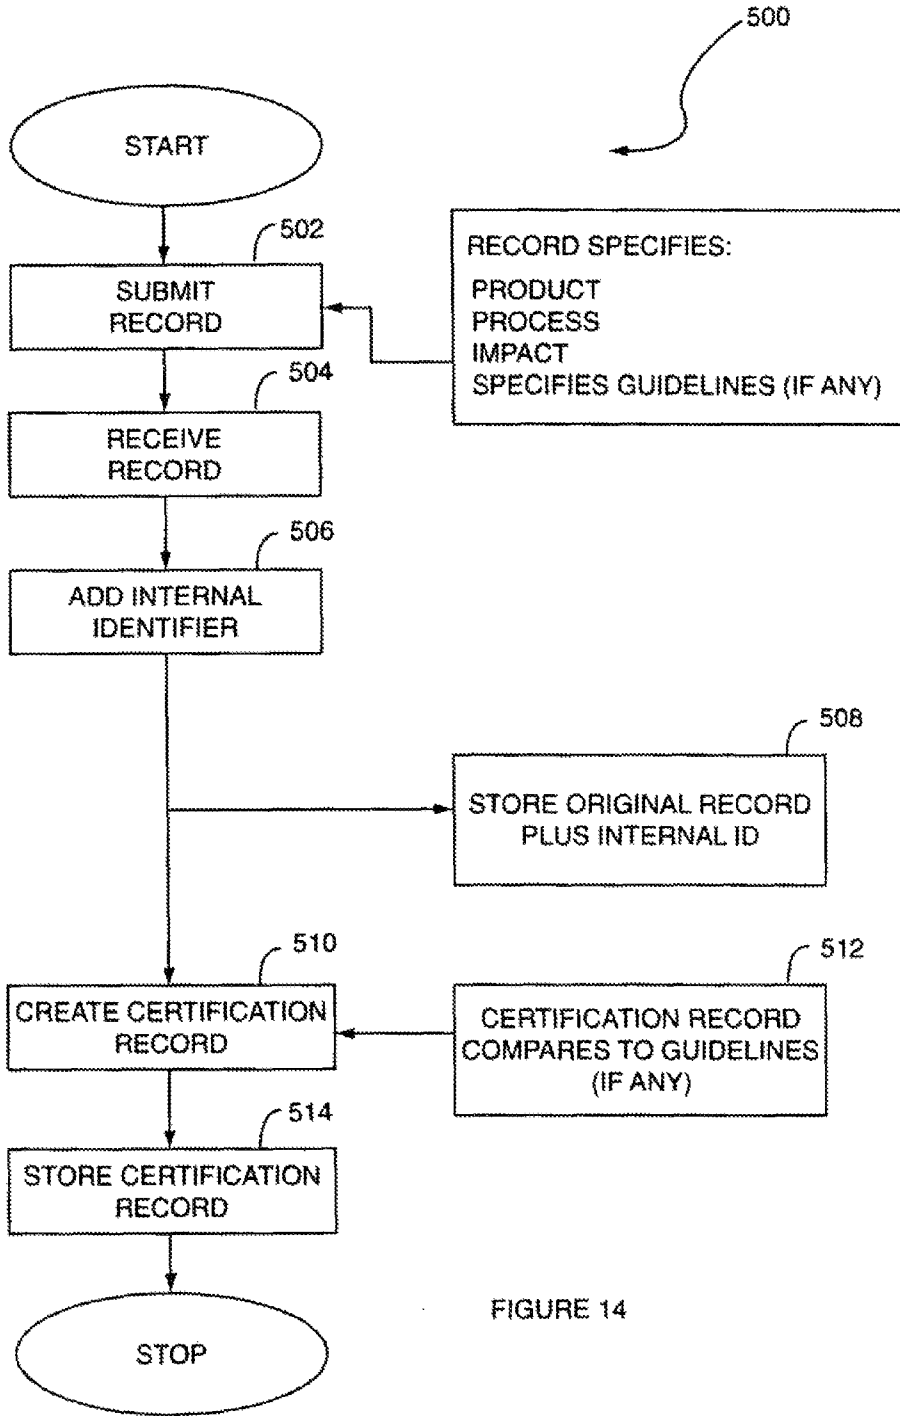 500
START
502
SUBMIT
RECORD
RECORD SPECIFIES:
PRODUCT
PROCESS
IMPACT
SPECIFIES GUIDELINES (IF ANY)
504
RECEIVE
RECORD
506
ADD INTERNAL
IDENTIFIER
508
STORE ORIGINAL RECORD
PLUS INTERNAL ID
510
CREATE CERTIFICATION
RECORD
512
CERTIFICATION RECORD
COMPARES TO GUIDELINES
(IF ANY)
514
STORE CERTIFICATION
RECORD
STOP
FIGURE 14